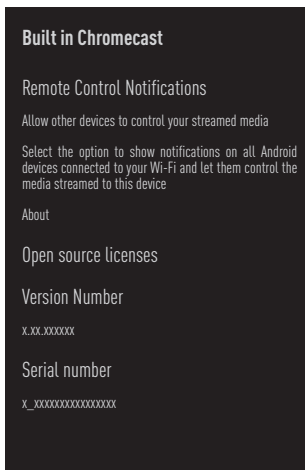 Built in Chromecast
Remote Control Notifications
Allow other devices to control your streamed media
Select the option to show notifications on all Android
devices connected to your Wi-Fi and let them control the
media streamed to this device
About
Open source licenses
Version Number
x.xx.xxxxxx
Serial number
x_xxxxxxxxxxxxxxxx